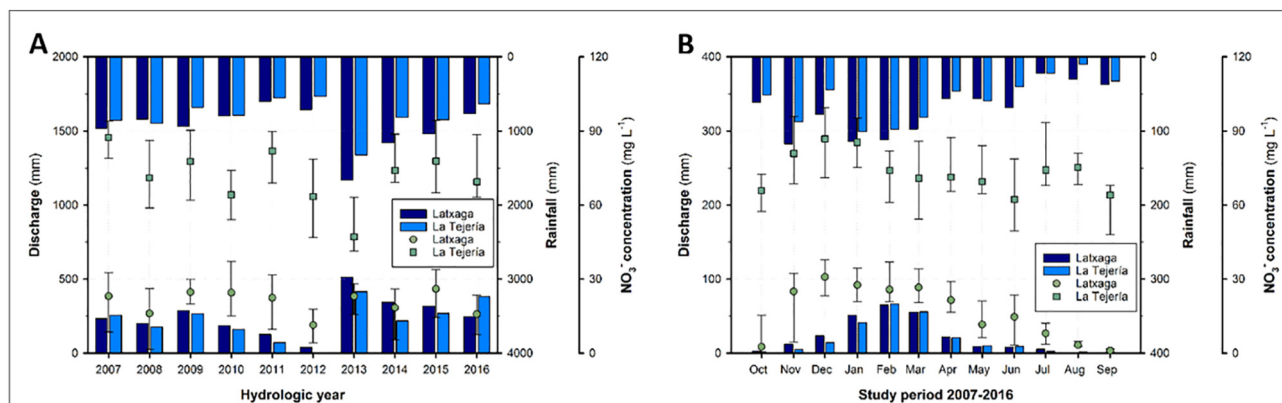 A
B
2000
1500
1000
500
0
Discharge (mm)
0
1000
2000
3000
4000
Rainfall (mm)
120
90
60
30
0
NO₃⁻ concentration (mg L⁻¹)
Latxaga
La Tejería
Latxaga
La Tejería
2007 2008 2009 2010 2011 2012 2013 2014 2015 2016
Hydrologic year
400
300
200
100
0
Discharge (mm)
0
100
200
300
400
Rainfall (mm)
120
90
60
30
0
NO₃⁻ concentration (mg L⁻¹)
Latxaga
La Tejería
Latxaga
La Tejería
Oct Nov Dec Jan Feb Mar Apr May Jun Jul Aug Sep
Study period 2007-2016